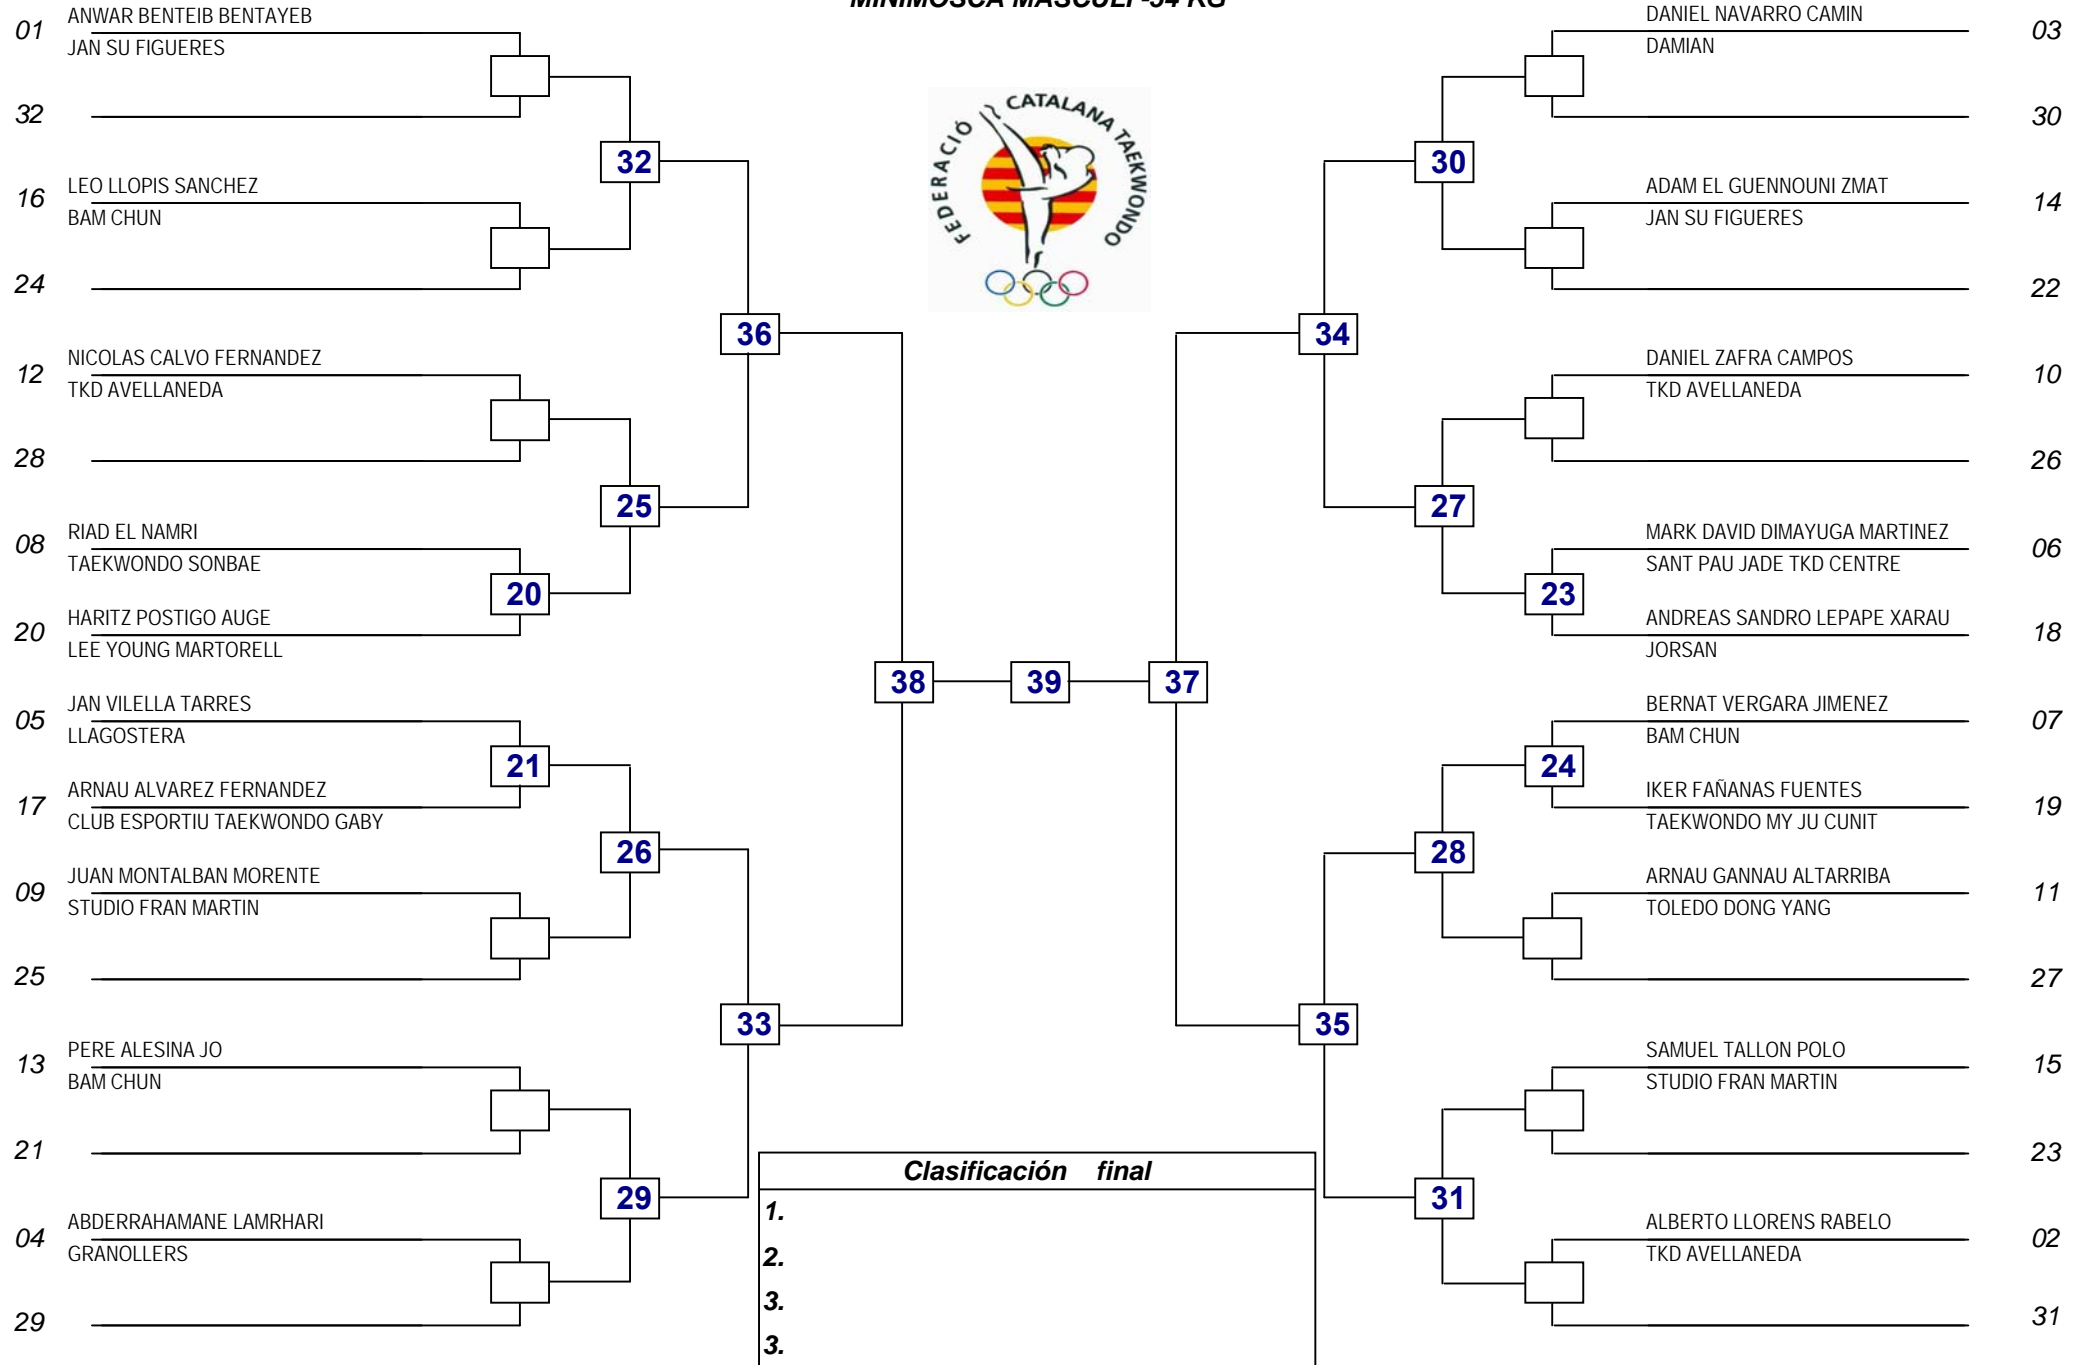 MINIMOSCA MASCULI -54 KG
01
ANWAR BENTEIB BENTAYEB
JAN SU FIGUERES
32
16
LEO LLOPIS SANCHEZ
BAM CHUN
24
12
NICOLAS CALVO FERNANDEZ
TKD AVELLANEDA
28
08
RIAD EL NAMRI
TAEKWONDO SONBAE
20
HARITZ POSTIGO AUGE
LEE YOUNG MARTORELL
05
JAN VILELLA TARRES
LLAGOSTERA
17
ARNAU ALVAREZ FERNANDEZ
CLUB ESPORTIU TAEKWONDO GABY
09
JUAN MONTALBAN MORENTE
STUDIO FRAN MARTIN
25
13
PERE ALESINA JO
BAM CHUN
21
04
ABDERRAHAMANE LAMRHARI
GRANOLLERS
29
20
21
32
25
26
29
36
33
38
39
37
34
35
30
27
28
31
23
24
FEDERACIÓ CATALANA TAEKWONDO
DANIEL NAVARRO CAMIN
03
DAMIAN
30
ADAM EL GUENNOUNI ZMAT
14
JAN SU FIGUERES
22
DANIEL ZAFRA CAMPOS
10
TKD AVELLANEDA
26
MARK DAVID DIMAYUGA MARTINEZ
06
SANT PAU JADE TKD CENTRE
ANDREAS SANDRO LEPAPE XARAU
18
JORSAN
BERNAT VERGARA JIMENEZ
07
BAM CHUN
IKER FAÑANAS FUENTES
19
TAEKWONDO MY JU CUNIT
ARNAU GANNAU ALTARRIBA
11
TOLEDO DONG YANG
27
SAMUEL TALLON POLO
15
STUDIO FRAN MARTIN
23
ALBERTO LLORENS RABELO
02
TKD AVELLANEDA
31
Clasificación final
1.
2.
3.
3.